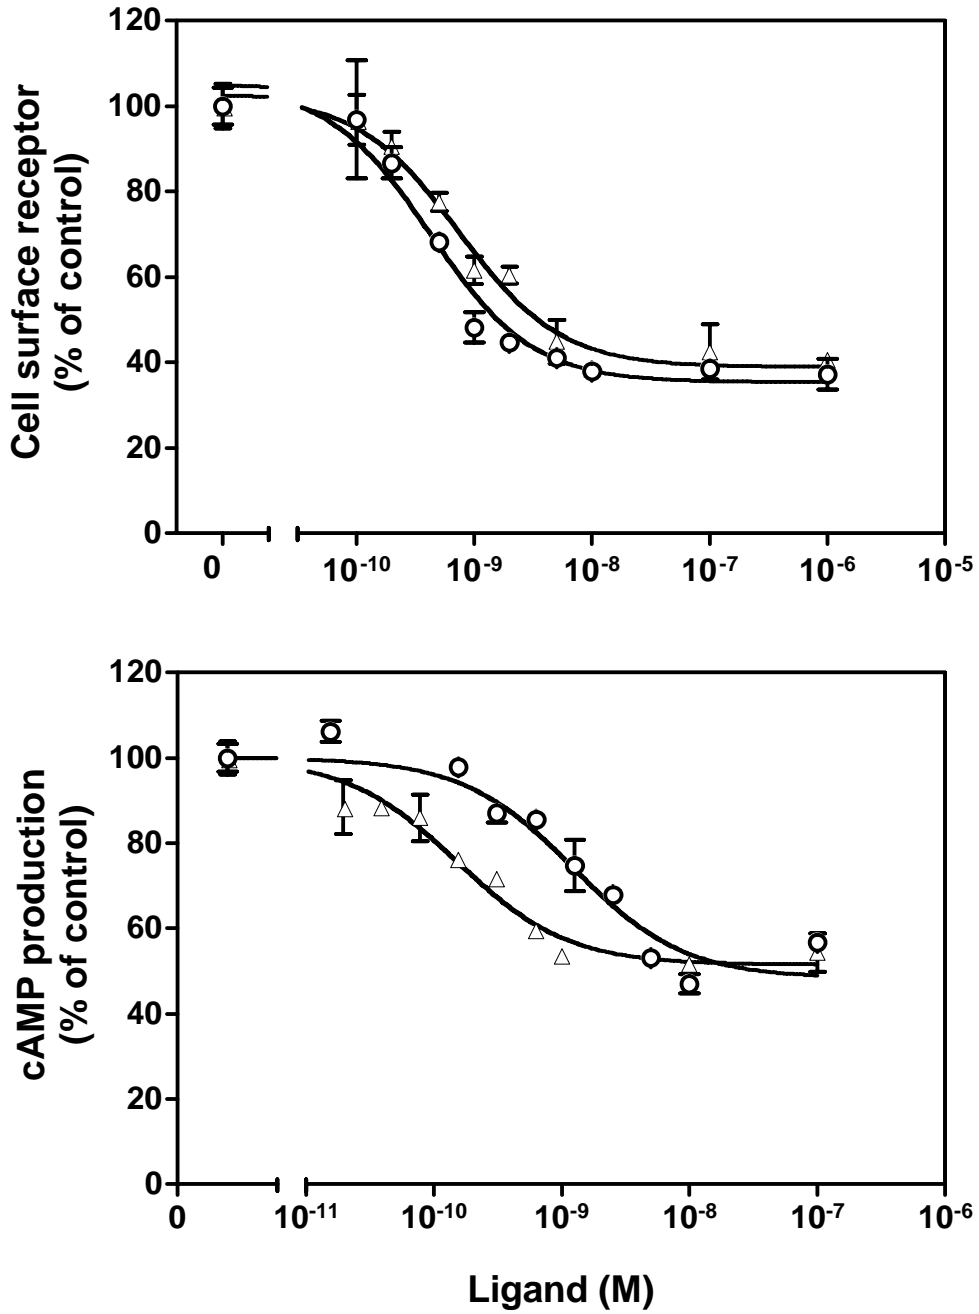 120
100
80
60
40
20
0
Cell surface receptor
(% of control)
0 10-10 10-9 10-8 10-7 10-6 10-5
120
100
80
60
40
20
0
cAMP production
(% of control)
0 10-11 10-10 10-9 10-8 10-7 10-6
Ligand (M)